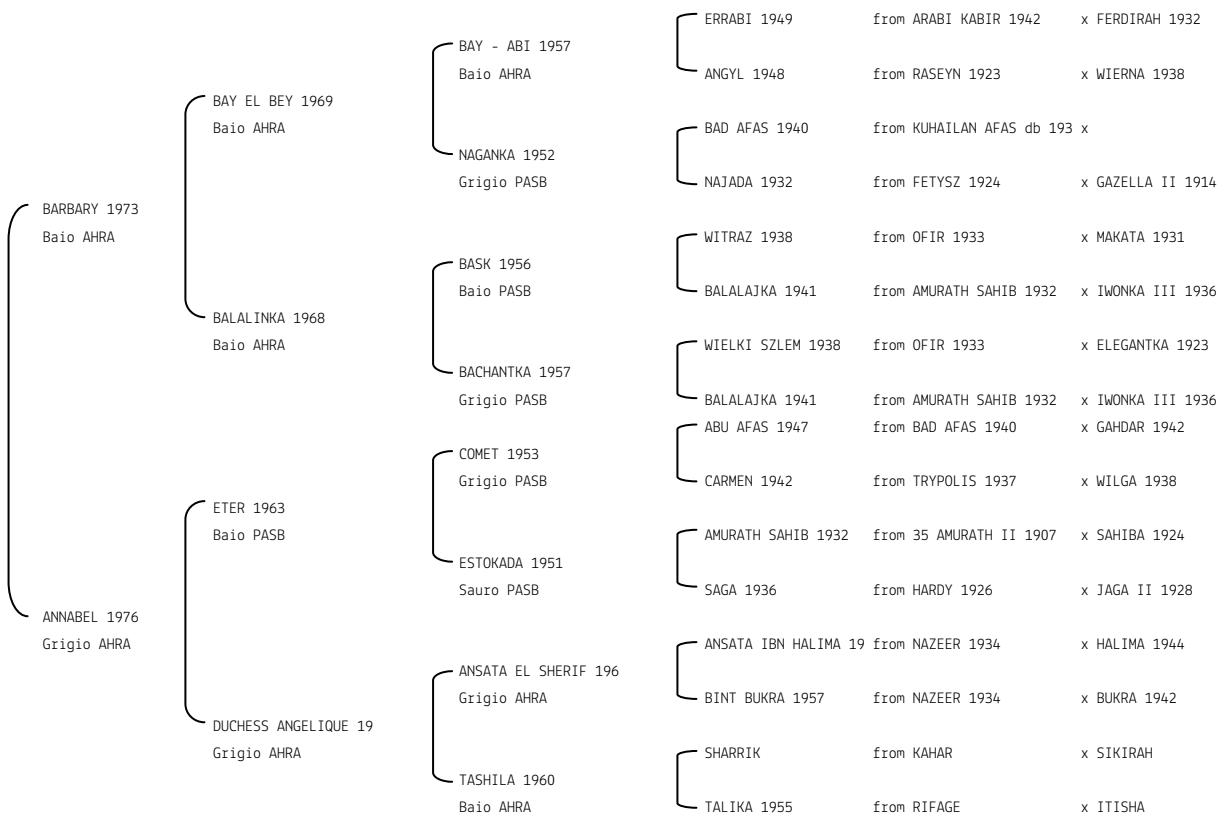 ERRABI 1949 from ARABI KABIR 1942 x FERDIRAH 1932
BAY - ABI 1957
Baio AHRA ANGYL 1948 from RASEYN 1923 x WIERNA 1938
BAY EL BEY 1969
Baio AHRA BAD AFAS 1940 from KUHAILAN AFAS db 193 x
NAGANKA 1952
Grigio PASB NAJADA 1932 from FETYSZ 1924 x GAZELLA II 1914
BARBARY 1973
Baio AHRA WITRAZ 1938 from OFIR 1933 x MAKATA 1931
BASK 1956
Baio PASB BALALAJKA 1941 from AMURATH SAHIB 1932 x IWONKA III 1936
BALALINKA 1968
Baio AHRA WIELKI SZLEM 1938 from OFIR 1933 x ELEGANTKA 1923
BACHANTKA 1957
Grigio PASB BALALAJKA 1941 from AMURATH SAHIB 1932 x IWONKA III 1936
ABU AFAS 1947 from BAD AFAS 1940 x GAHDAR 1942
COMET 1953
Grigio PASB CARMEN 1942 from TRYPOLIS 1937 x WILGA 1938
ETER 1963
Baio PASB AMURATH SAHIB 1932 from 35 AMURATH II 1907 x SAHIBA 1924
ESTOKADA 1951
Sauro PASB SAGA 1936 from HARDY 1926 x JAGA II 1928
ANNABEL 1976
Grigio AHRA ANSATA IBN HALIMA 19 from NAZEER 1934 x HALIMA 1944
ANSATA EL SHERIF 196
Grigio AHRA BINT BUKRA 1957 from NAZEER 1934 x BUKRA 1942
DUCHESS ANGELIQUE 19
Grigio AHRA SHARRIK from KAHAR x SIKIRAH
TASHILA 1960
Baio AHRA TALIKA 1955 from RIFAGE x ITISHA